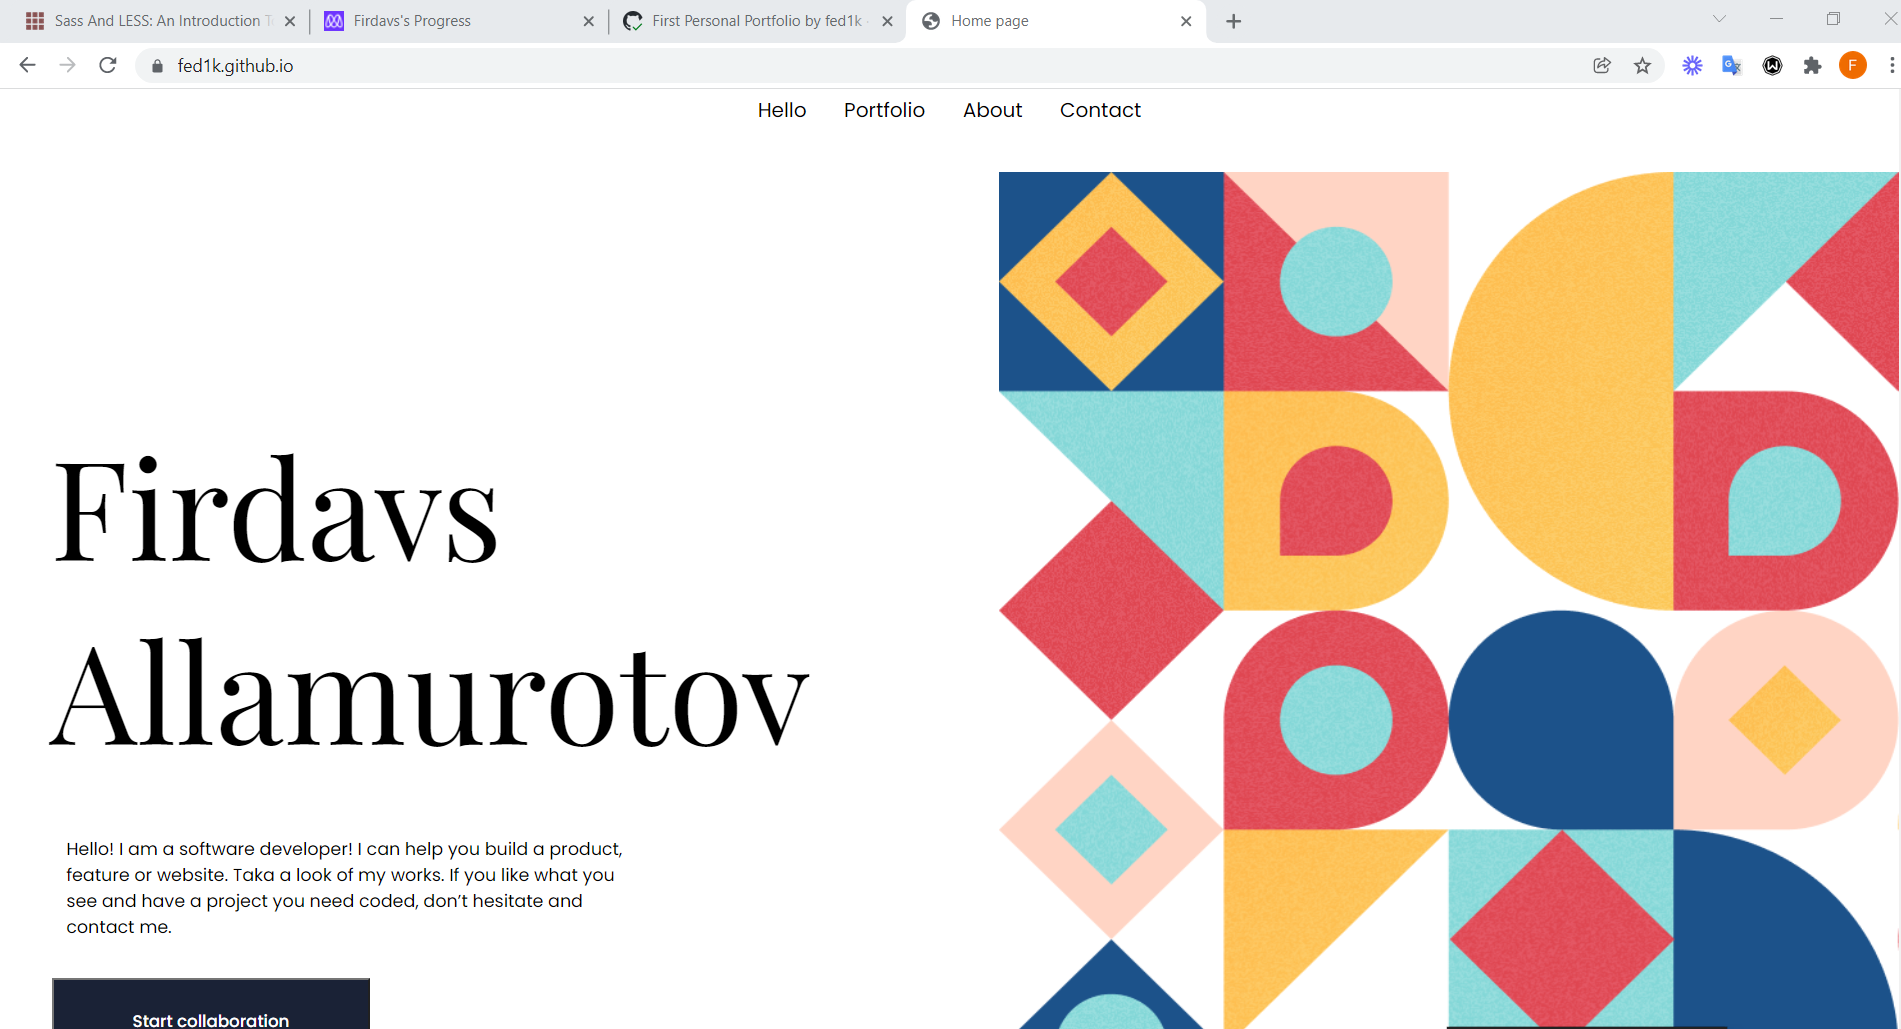 Sass And LESS: An Introduction
Firdavs's Progress
First Personal Portfolio by fed1k
Home page
fed1k.github.io
F
Hello
Portfolio
About
Contact
Firdavs
Allamurotov
Hello! I am a software developer! I can help you build a product,
feature or website. Taka a look of my works. If you like what you
see and have a project you need coded, don’t hesitate and
contact me.
Start collaboration